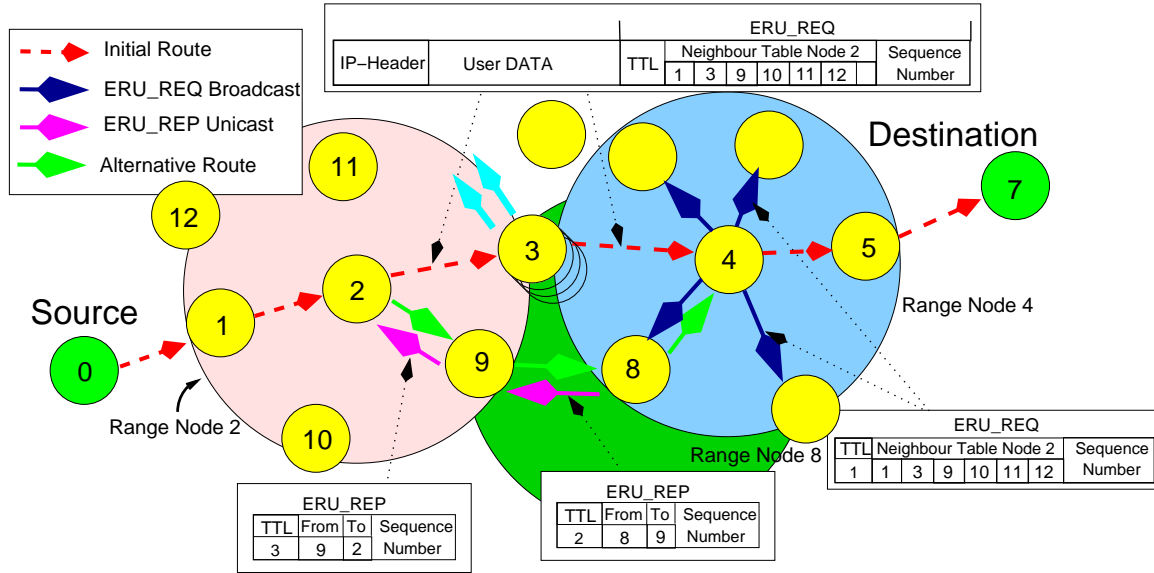 Initial Route
ERU_REQ Broadcast
ERU_REP Unicast
Alternative Route
ERU_REQ
IP−Header
User DATA
TTL
Neighbour Table Node 2
1 3 9 10 11 12
Sequence
Number
Destination
7
11
12
3
4
5
2
1
Source
0
9
8
10
Range Node 4
Range Node 2
Range Node 8
ERU_REQ
TTL Neighbour Table Node 2 Sequence
1 1 3 9 10 11 12 Number
ERU_REP
TTL From To Sequence
3 9 2 Number
ERU_REP
TTL From To Sequence
2 8 9 Number